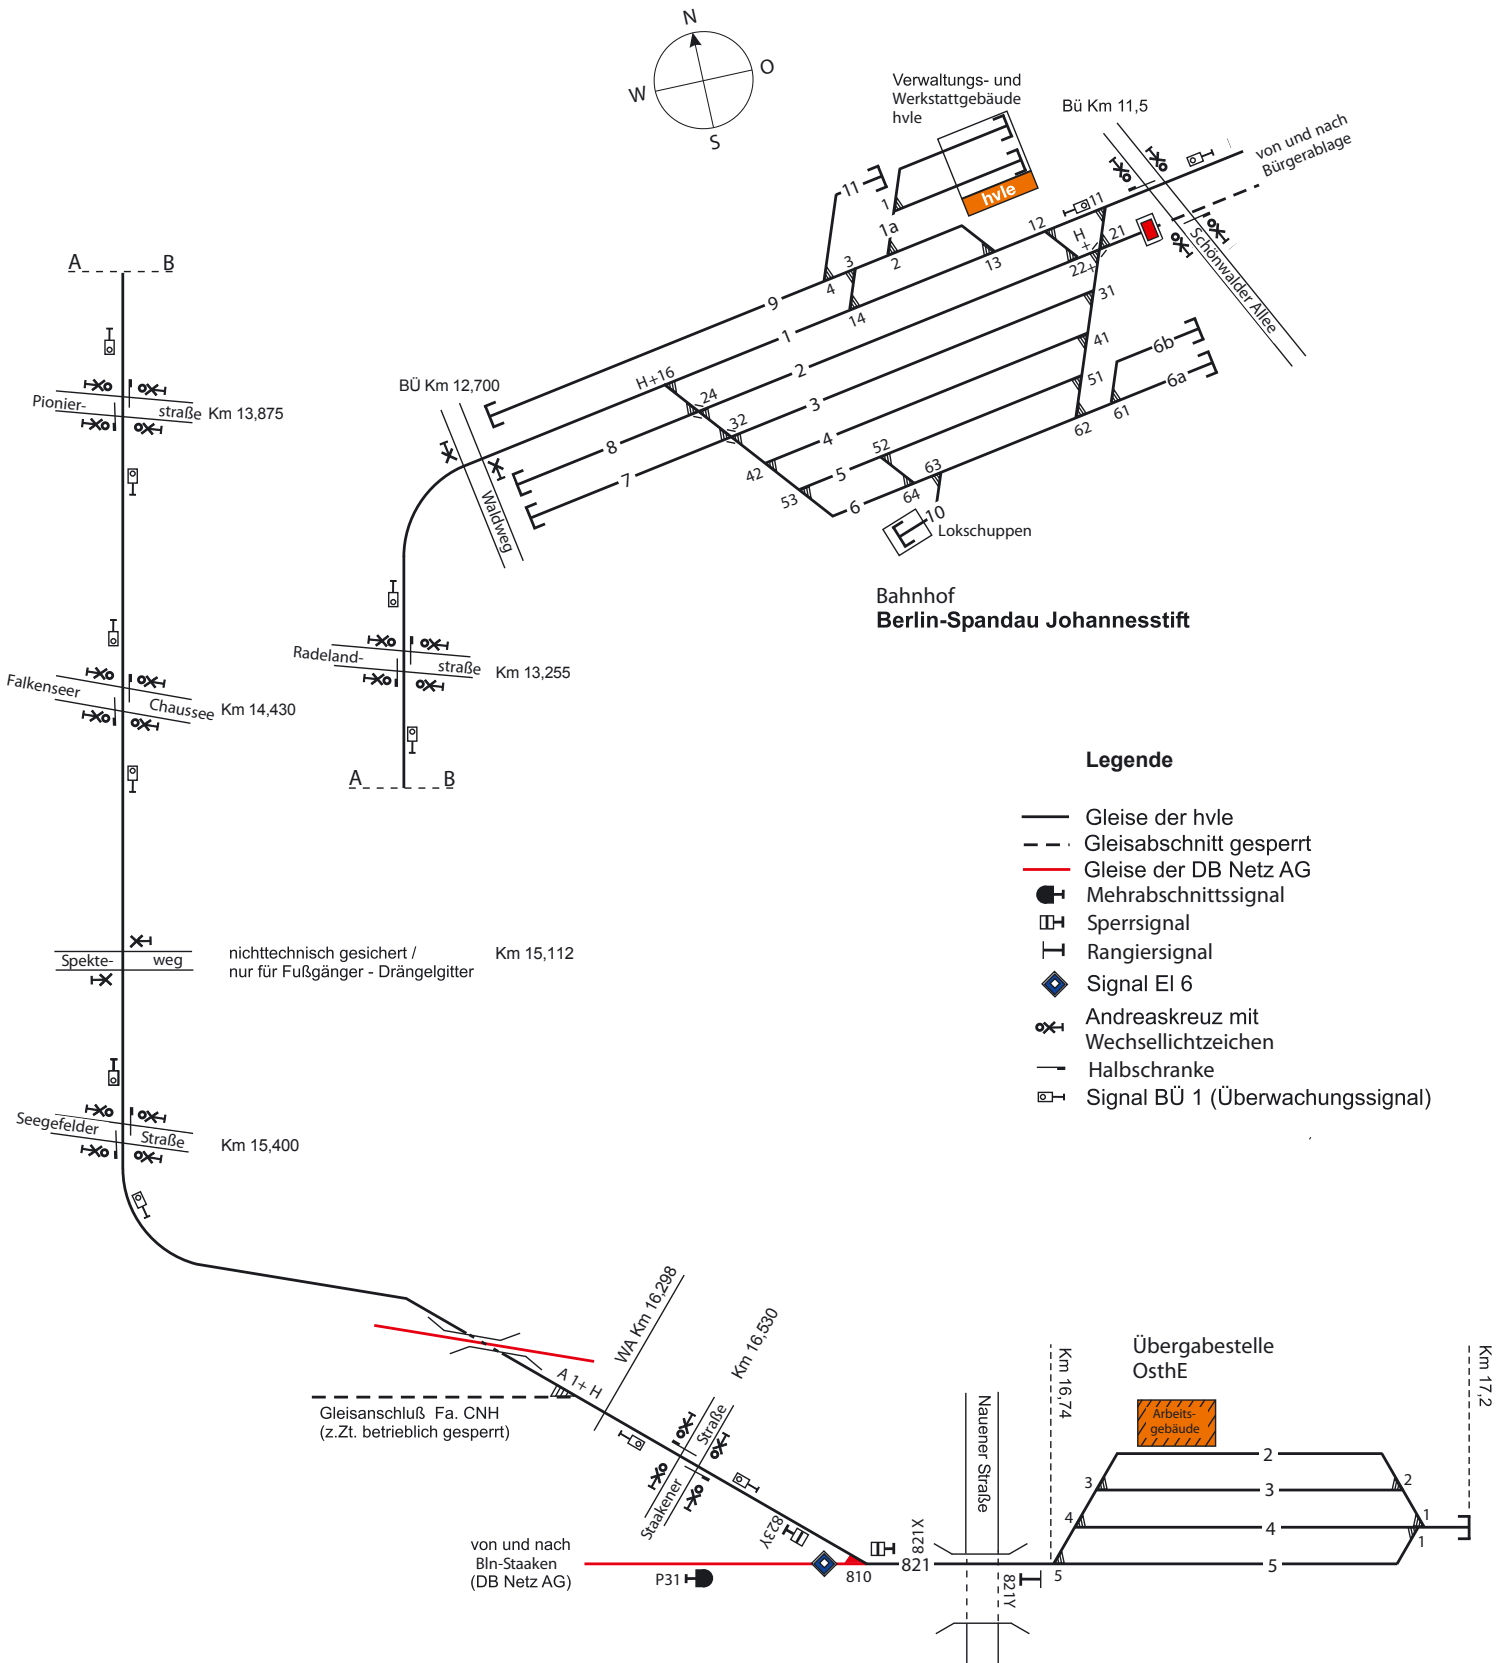 N
O
W
S
Verwaltungs- und
Werkstattgebäude
hvle
hvle
Bü Km 11,5
von und nach
Bürgerablage
Schönwalder Allee
11
1
1a
2
3
4
9
14
1
13
12
11
H
+
21
22+
31
41
51
62
61
6b
6a
2
3
4
5
6
8
7
H+16
24
32
42
53
52
64
63
10
Lokschuppen
BÜ Km 12,700
Waldweg
Bahnhof
Berlin-Spandau Johannesstift
A B
Pionier- straße Km 13,875
Radeland- straße Km 13,255
A B
Falkenseer Chaussee Km 14,430
Spekte- weg
nichttechnisch gesichert /
nur für Fußgänger - Drängelgitter
Km 15,112
Seegefelder Straße Km 15,400
Legende
Gleise der hvle
Gleisabschnitt gesperrt
Gleise der DB Netz AG
Mehrabschnittssignal
Sperrsignal
Rangiersignal
Signal El 6
Andreaskreuz mit
Wechsellichtzeichen
Halbschranke
Signal BÜ 1 (Überwachungssignal)
A 1+ H
WA Km 16,298
Km 16,530
Gleisanschluß Fa. CNH
(z.Zt. betrieblich gesperrt)
Staakener Straße
823Y
von und nach
Bln-Staaken
(DB Netz AG)
P31
810
821
821X
Nauener Straße
821Y
Km 16,74
Übergabestelle
OsthE
Arbeits-
gebäude
Km 17,2
2
3
3
2
4
4
1
1
5
5